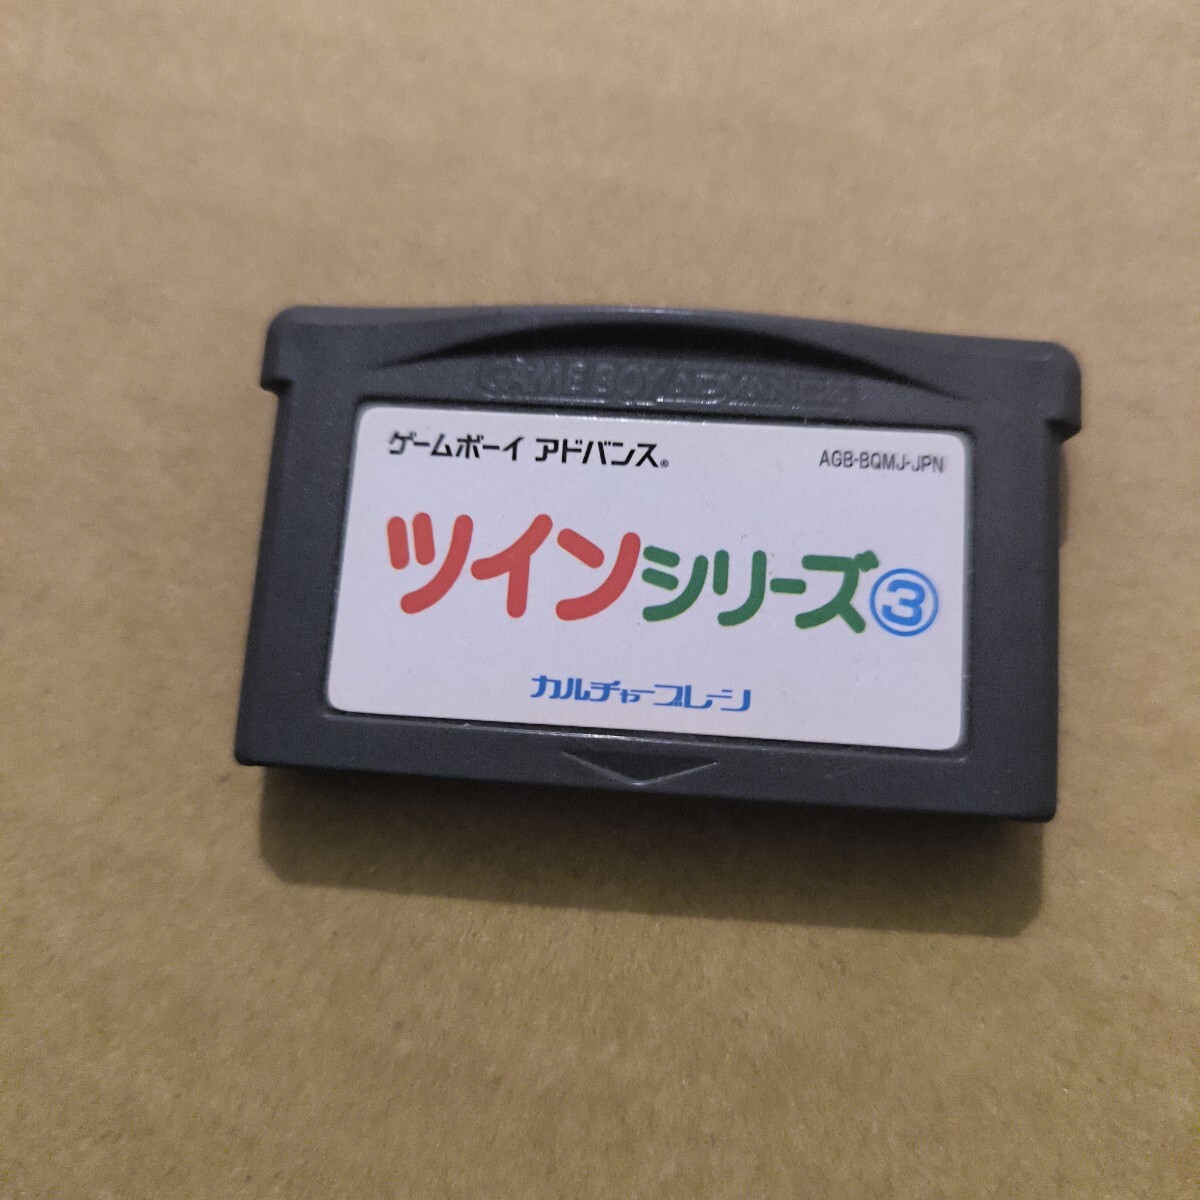 GAME BOY ADVANCE
ゲームボーイ アドバンス®
AGB-BQMJ-JPN
ツインシリーズ③
カルチャーブレーン